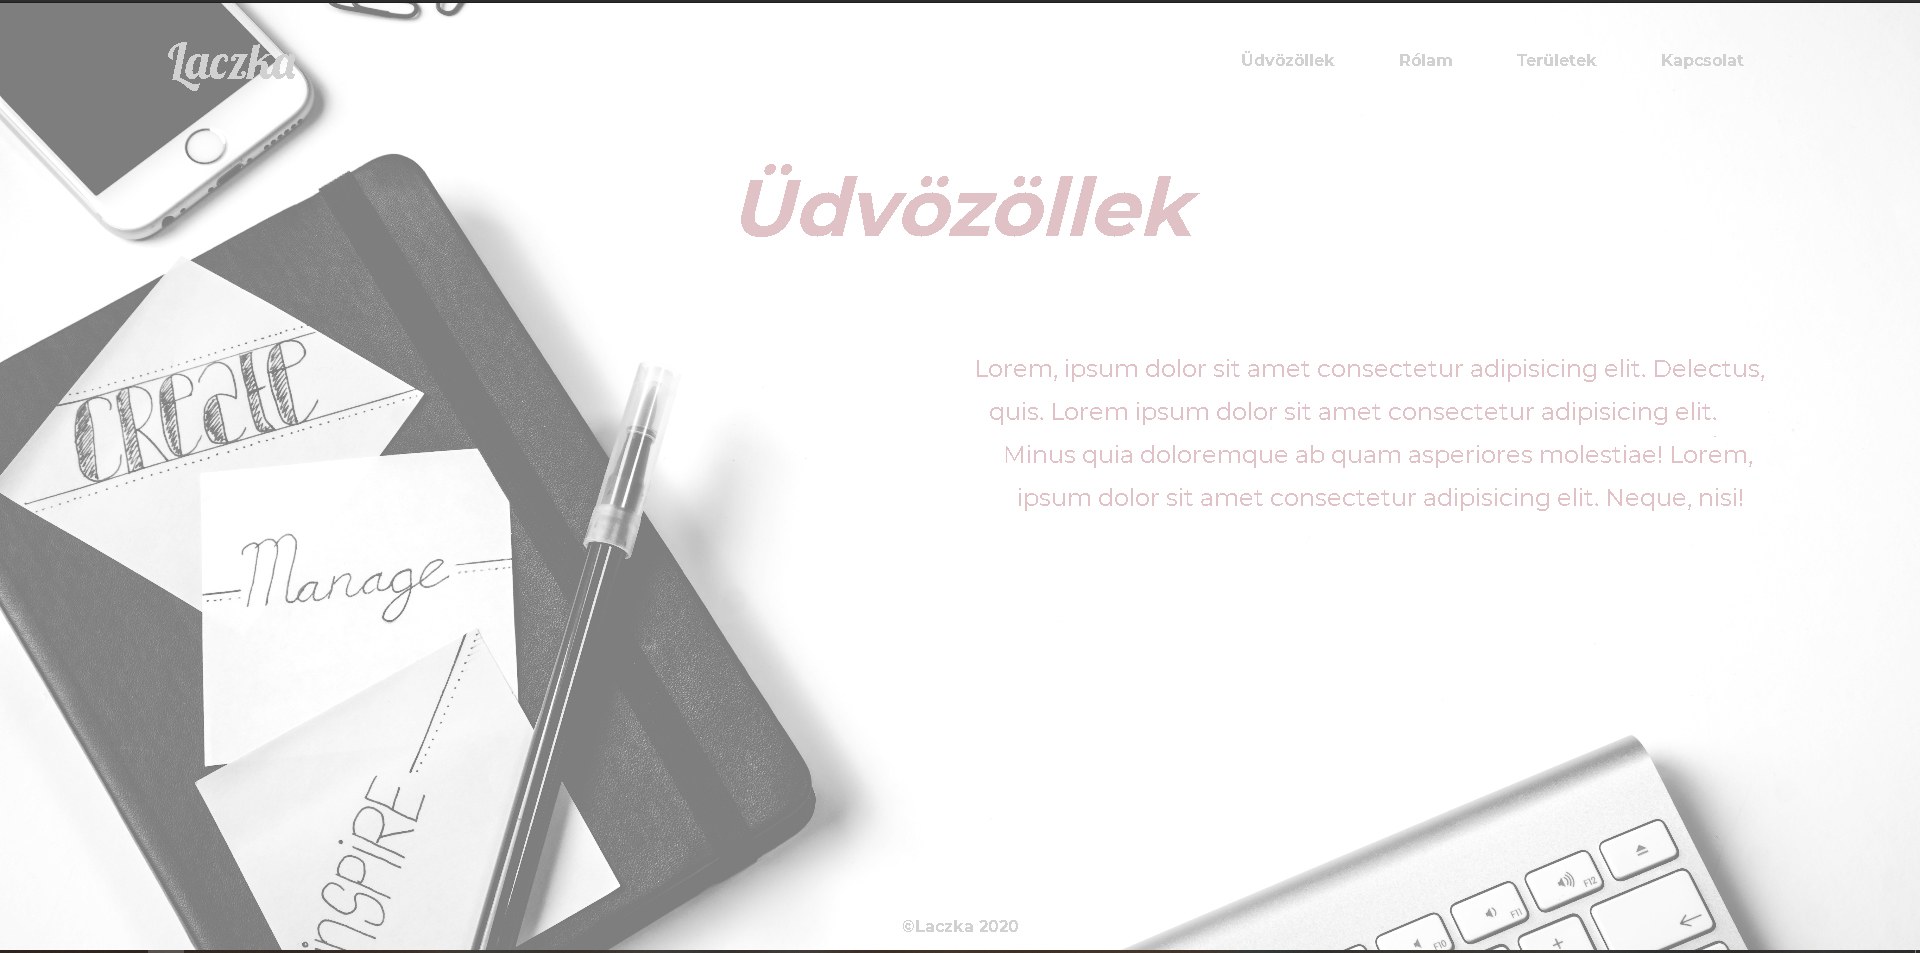 Laczka
Üdvözöllek
Rólam
Területek
Kapcsolat
Üdvözöllek
Lorem, ipsum dolor sit amet consectetur adipisicing elit. Delectus,
quis. Lorem ipsum dolor sit amet consectetur adipisicing elit.
Minus quia doloremque ab quam asperiores molestiae! Lorem,
ipsum dolor sit amet consectetur adipisicing elit. Neque, nisi!
CReate
Manage
iNSPiRE
F12
F11
F10
©Laczka 2020